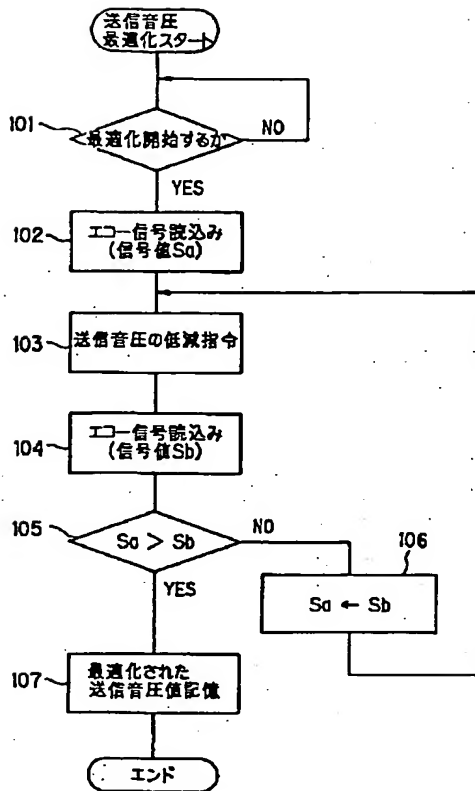 送信音圧
最適化スタート
101
最適化開始するか
NO
YES
102
エコー信号読込み
(信号値Sa)
103
送信音圧の低減指令
104
エコー信号読込み
(信号値Sb)
105
Sa > Sb
NO
106
YES
Sa ← Sb
107
最適化された
送信音圧値記憶
エンド